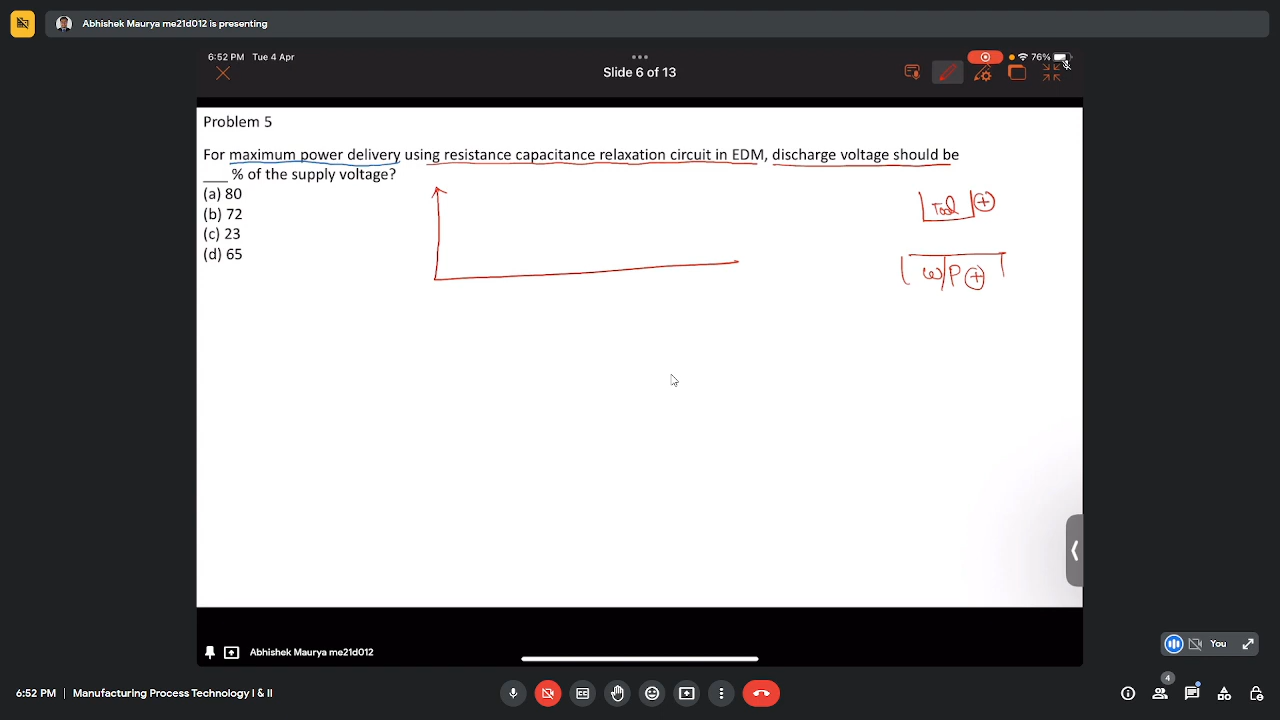 Abhishek Maurya me21d012 is presenting
6:52 PM Tue 4 Apr
76%
Slide 6 of 13
Problem 5
For maximum power delivery using resistance capacitance relaxation circuit in EDM, discharge voltage should be
___ % of the supply voltage?
(a) 80
(b) 72
(c) 23
(d) 65
Tool +
W/P +
Abhishek Maurya me21d012
You
6:52 PM | Manufacturing Process Technology I & II
4